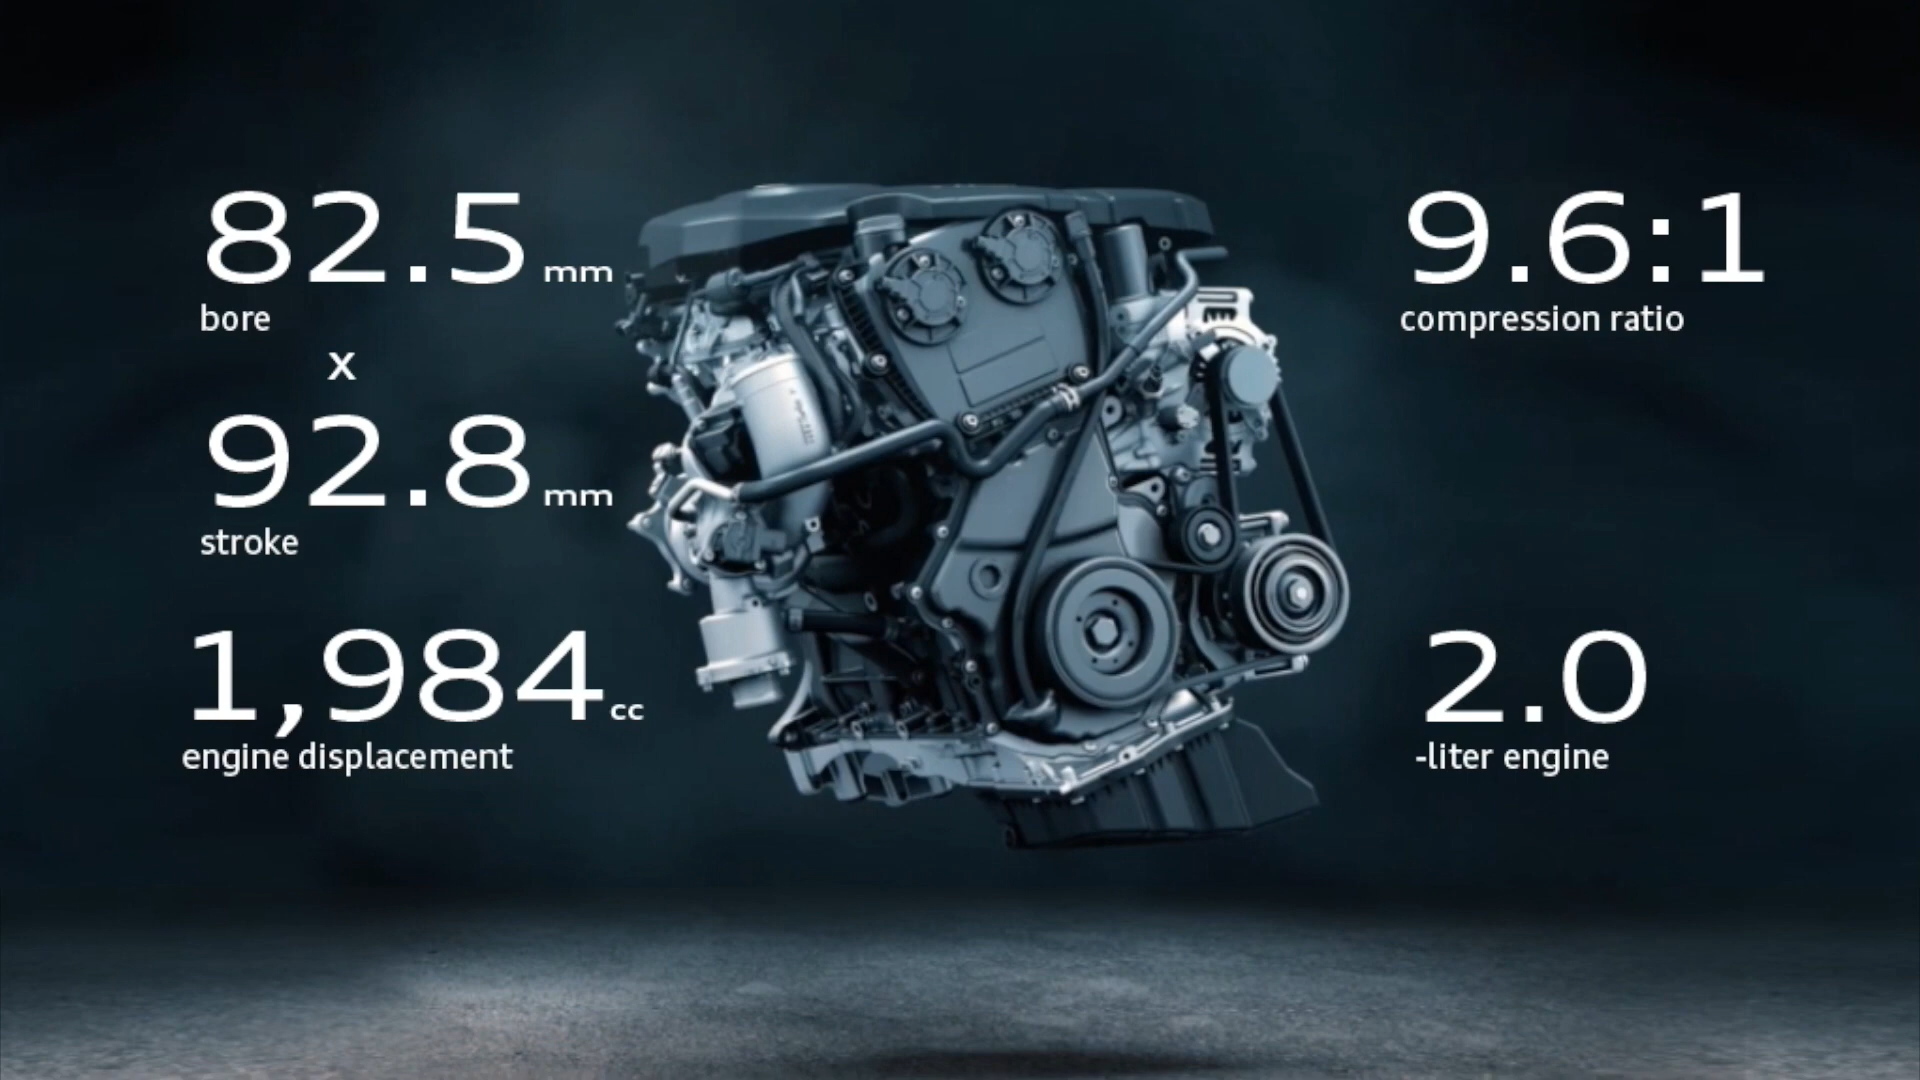 82.5 mm
bore
x
92.8 mm
stroke
1,984 cc
engine displacement
9.6:1
compression ratio
2.0
-liter engine